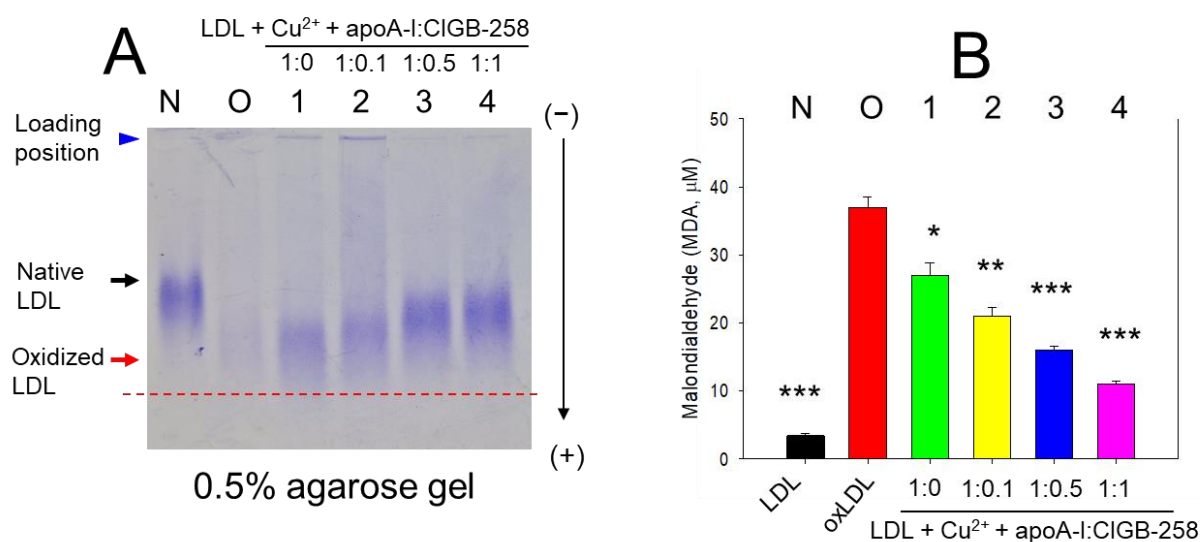 A
LDL + Cu²⁺ + apoA-I:CIGB-258
1:0 1:0.1 1:0.5 1:1
N O 1 2 3 4
Loading position
(−)
Native LDL
Oxidized LDL
(+)
0.5% agarose gel
B
N O 1 2 3 4
Malondialdehyde (MDA, μM)
50
40
30
20
10
0
***
*
**
***
***
LDL oxLDL 1:0 1:0.1 1:0.5 1:1
LDL + Cu²⁺ + apoA-I:CIGB-258